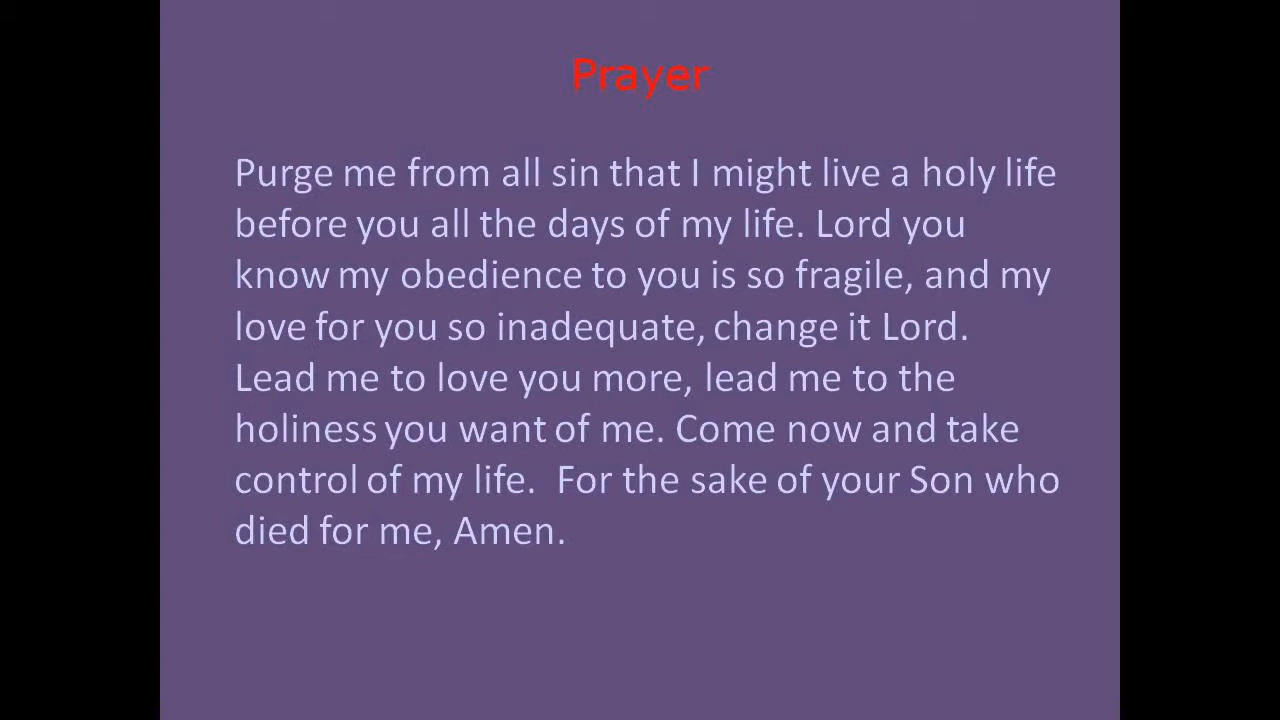 Prayer
Purge me from all sin that I might live a holy life
before you all the days of my life. Lord you
know my obedience to you is so fragile, and my
love for you so inadequate, change it Lord.
Lead me to love you more, lead me to the
holiness you want of me. Come now and take
control of my life.  For the sake of your Son who
died for me, Amen.